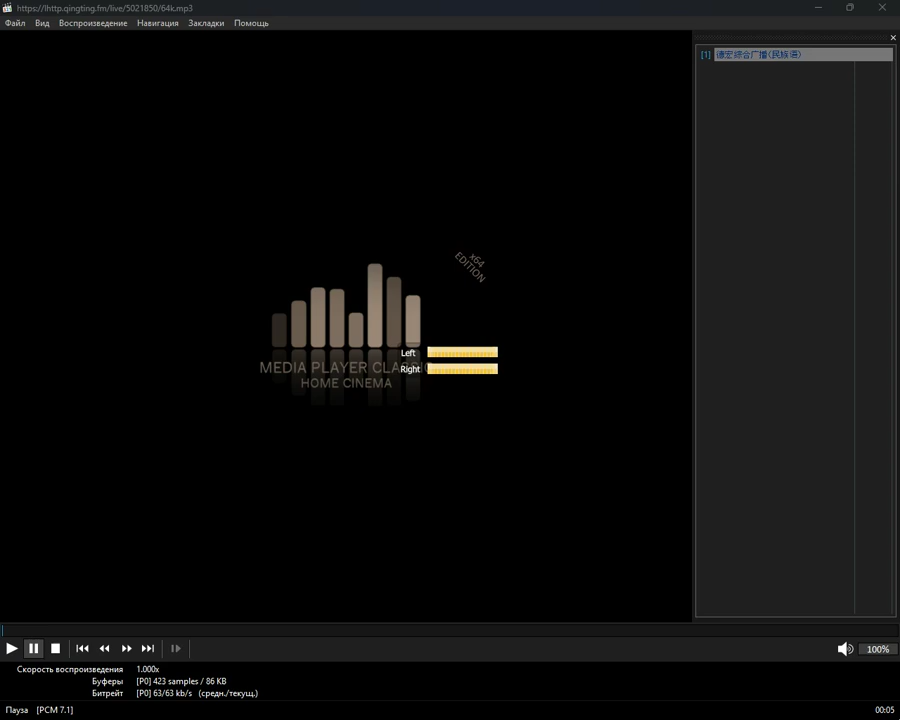 https://lhttp.qingting.fm/live/5021850/64k.mp3
Файл Вид Воспроизведение Навигация Закладки Помощь
[1] 德宏綜合广播(民族语)
x64
EDITION
Left
MEDIA PLAYER CLASSIC
Right
HOME CINEMA
100%
Скорость воспроизведения 1.000x
Буферы [P0] 423 samples / 86 KB
Битрейт [P0] 63/63 kb/s (средн./текущ.)
Пауза [PCM 7.1] 00:05